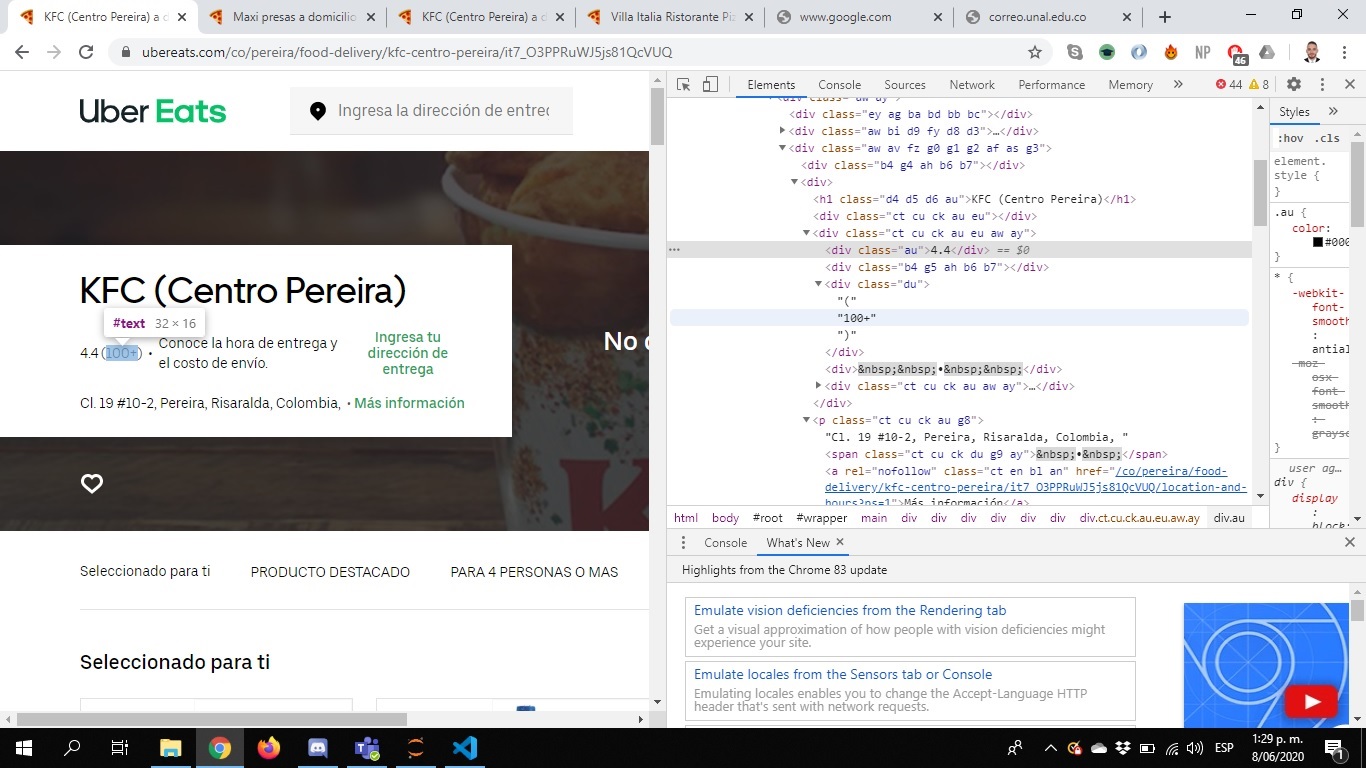 KFC (Centro Pereira) a d
Maxi presas a domicilio
KFC (Centro Pereira) a d
Villa Italia Ristorante Piz
www.google.com
correo.unal.edu.co
ubereats.com/co/pereira/food-delivery/kfc-centro-pereira/it7_O3PPRuWJ5js81QcVUQ
NP
46
Uber Eats
Ingresa la dirección de entrec
KFC (Centro Pereira)
#text 32 × 16
4.4 (100+) •
Conoce la hora de entrega y
el costo de envío.
Ingresa tu
dirección de
entrega
No d
Cl. 19 #10-2, Pereira, Risaralda, Colombia, • Más información
Seleccionado para ti
PRODUCTO DESTACADO
PARA 4 PERSONAS O MAS
Seleccionado para ti
Elements Console Sources Network Performance Memory » 44 8
<div class="aw ay">
<div class="ey ag ba bd bb bc"></div>
<div class="aw bi d9 fy d8 d3">…</div>
<div class="aw av fz g0 g1 g2 af as g3">
<div class="b4 g4 ah b6 b7"></div>
<div>
<h1 class="d4 d5 d6 au">KFC (Centro Pereira)</h1>
<div class="ct cu ck au eu"></div>
<div class="ct cu ck au eu aw ay">
… <div class="au">4.4</div> == $0
<div class="b4 g5 ah b6 b7"></div>
<div class="du">
"("
"100+"
")"
</div>
<div>&nbsp;&nbsp;•&nbsp;&nbsp;</div>
<div class="ct cu ck au aw ay">…</div>
</div>
<p class="ct cu ck au g8">
"Cl. 19 #10-2, Pereira, Risaralda, Colombia, "
<span class="ct cu ck du g9 ay">&nbsp;•&nbsp;</span>
<a rel="nofollow" class="ct en bl an" href="/co/pereira/food-
delivery/kfc-centro-pereira/it7_O3PPRuWJ5js81QcVUQ/location-and-
hours?ps=1">Más información</a>
html body #root #wrapper main div div div div div div div div.ct.cu.ck.au.eu.aw.ay div.au
Styles »
:hov .cls
element.
style {
}
.au {
color:
#000
}
* {
-webkit-
font-
smooth
:
antial
-moz-
osx-
font-
smooth
:
graysc
}
user ag…
div {
display
:
block;
Console What's New ×
Highlights from the Chrome 83 update
Emulate vision deficiencies from the Rendering tab
Get a visual approximation of how people with vision deficiencies might
experience your site.
Emulate locales from the Sensors tab or Console
Emulating locales enables you to change the Accept-Language HTTP
header that's sent with network requests.
ESP
1:29 p. m.
8/06/2020
1